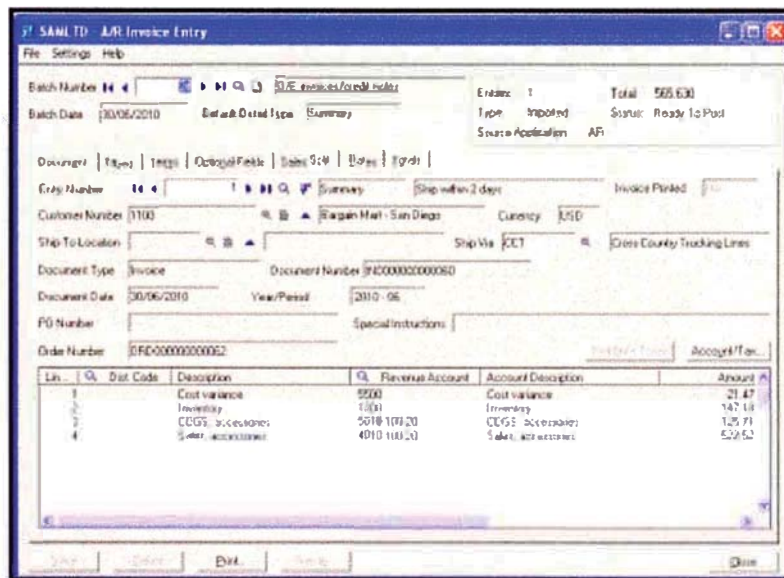 SAMLTD A/R Invoice Entry
File Settings Help
Batch Number O/E invoices/credit notes
Entries 1 Total 565.630
Batch Date 30/06/2010 Default Detail Type Summary
Type Imported Status Ready To Post
Source Application AR
Document Taxes Terms Optional Fields Sales Split Rates Totals
Entry Number 1 Summary Ship within 2 days Invoice Printed
Customer Number 1100 Bargain Mart - San Diego Currency USD
Ship To Location Ship Via CCT Cross Country Trucking Lines
Document Type Invoice Document Number
Document Date 30/06/2010 Year/Period 2010 - 06
PO Number Special Instructions
Order Number Account/Tax...
Lin... Dist. Code Description Revenue Account Account Description Amount
1 Cost variance 5500 Cost variance 21.47
2 Inventory Inventory
3 COGS, accessories COGS, accessories
4 Sales, accessories Sales, accessories
Print... Close